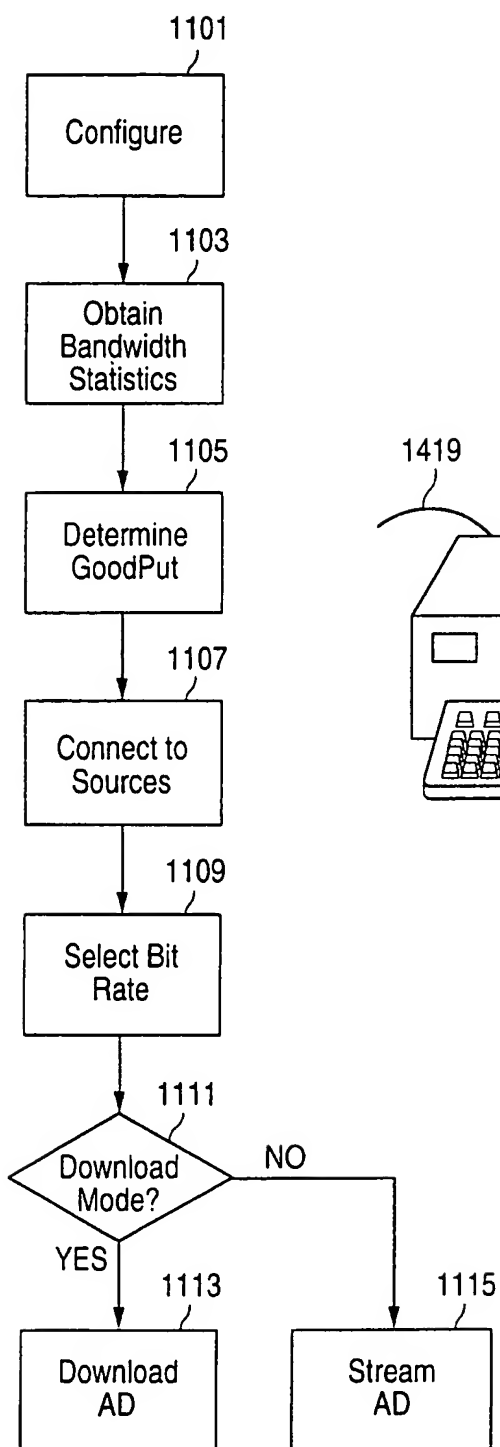 1101
Configure
1103
Obtain
Bandwidth
Statistics
1105
Determine
GoodPut
1107
Connect to
Sources
1109
Select Bit
Rate
1111
Download
Mode?
NO
YES
1113
Download
AD
1115
Stream
AD
1419